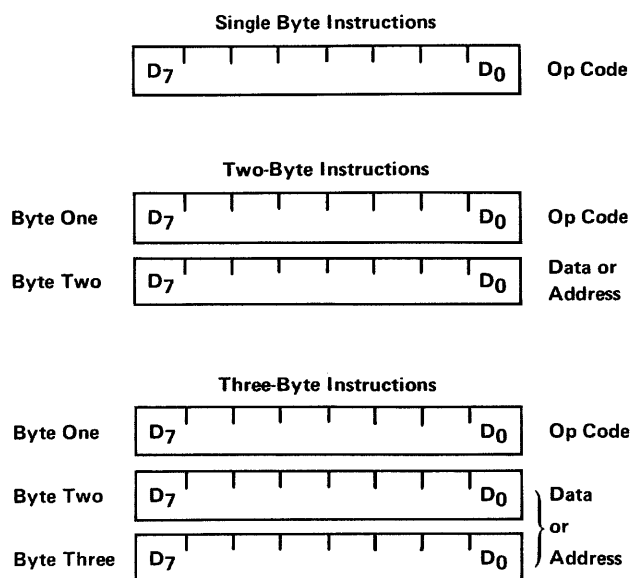 Single Byte Instructions
D7 D0 Op Code
Two-Byte Instructions
Byte One D7 D0 Op Code
Byte Two D7 D0 Data or
Address
Three-Byte Instructions
Byte One D7 D0 Op Code
Byte Two D7 D0 Data
or
Byte Three D7 D0 Address